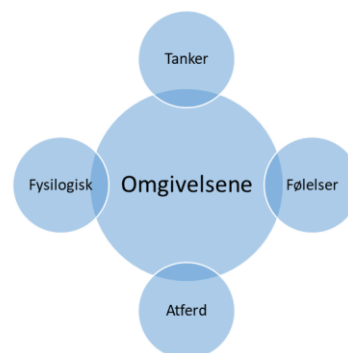 Tanker
Fysilogisk
Omgivelsene
Følelser
Atferd